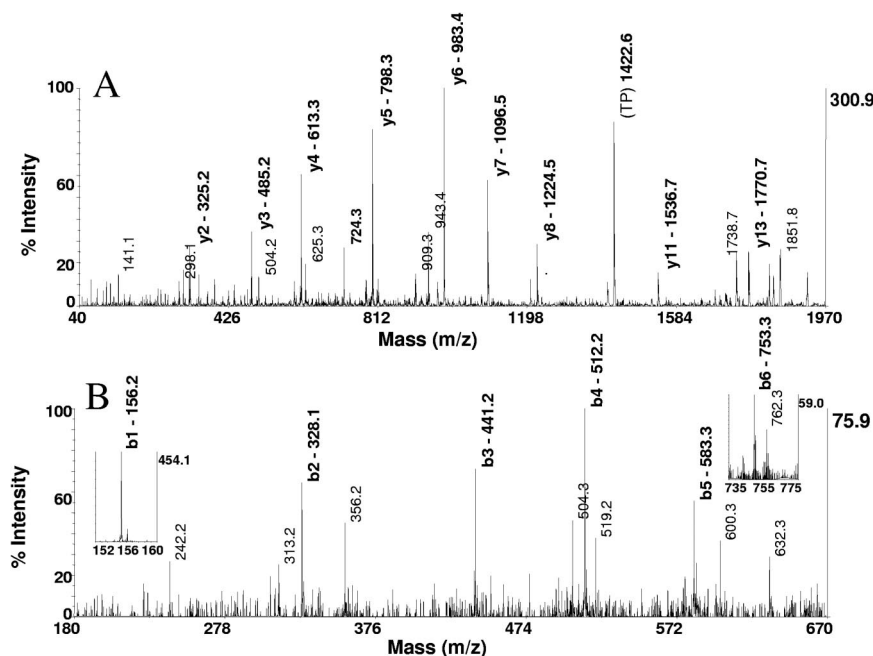 A
% Intensity
100
60
20
10
0
141.1
298.1
y2 - 325.2
y3 - 485.2
504.2
y4 - 613.3
625.3
724.3
y5 - 798.3
909.3
943.4
y6 - 983.4
y7 - 1096.5
y8 - 1224.5
(TP) 1422.6
y11 - 1536.7
1738.7
y13 - 1770.7
1851.8
300.9
40 426 812 1198 1584 1970
Mass (m/z)
B
% Intensity
100
60
20
10
0
b1 - 156.2
454.1
152 156 160
242.2
313.2
b2 - 328.1
356.2
b3 - 441.2
504.3
b4 - 512.2
519.2
b5 - 583.3
600.3
632.3
b6 - 753.3
762.3
59.0
735 755 775
75.9
180 278 376 474 572 670
Mass (m/z)